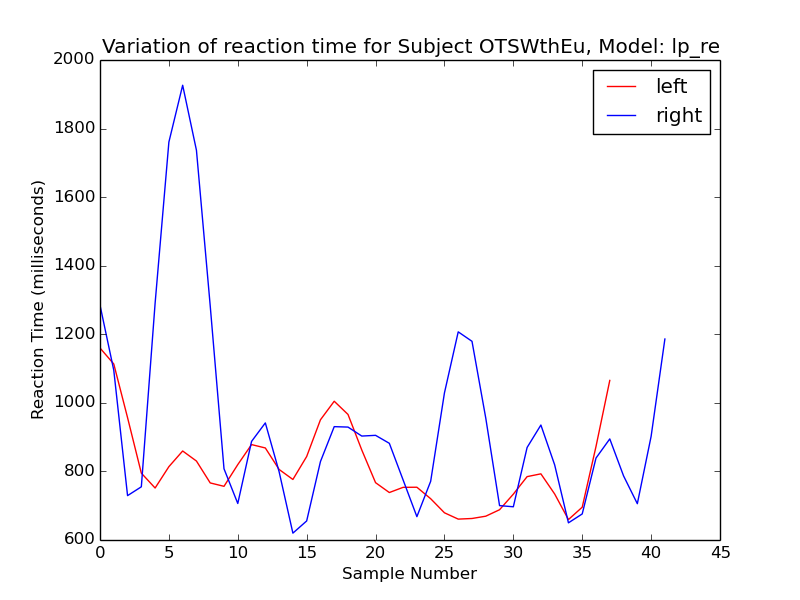 Variation of reaction time for Subject OTSWthEu, Model: lp_re
left
right
Reaction Time (milliseconds)
2000
1800
1600
1400
1200
1000
800
600
0 5 10 15 20 25 30 35 40 45
Sample Number